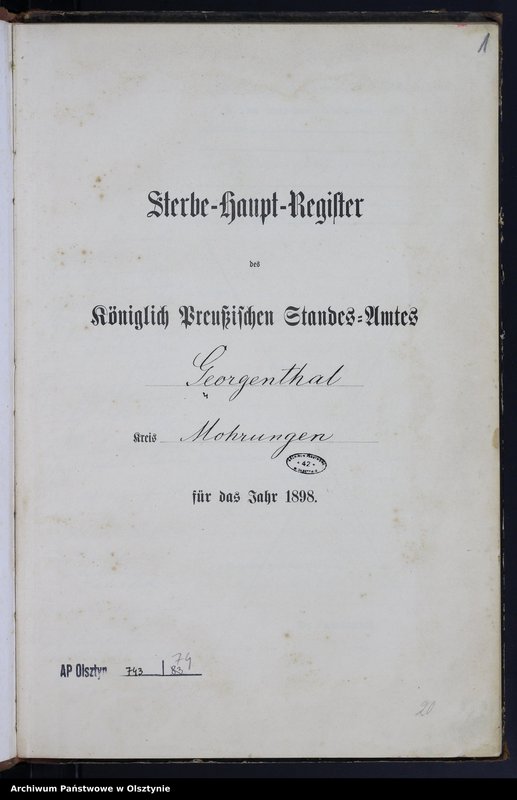 1
Sterbe-Haupt-Register
des
Königlich Preußischen Standes-Amtes
Georgenthal
Kreis Mohrungen
42
für das Jahr 1898.
74
AP Olsztyn 743 | 83
20
Archiwum Państwowe w Olsztynie